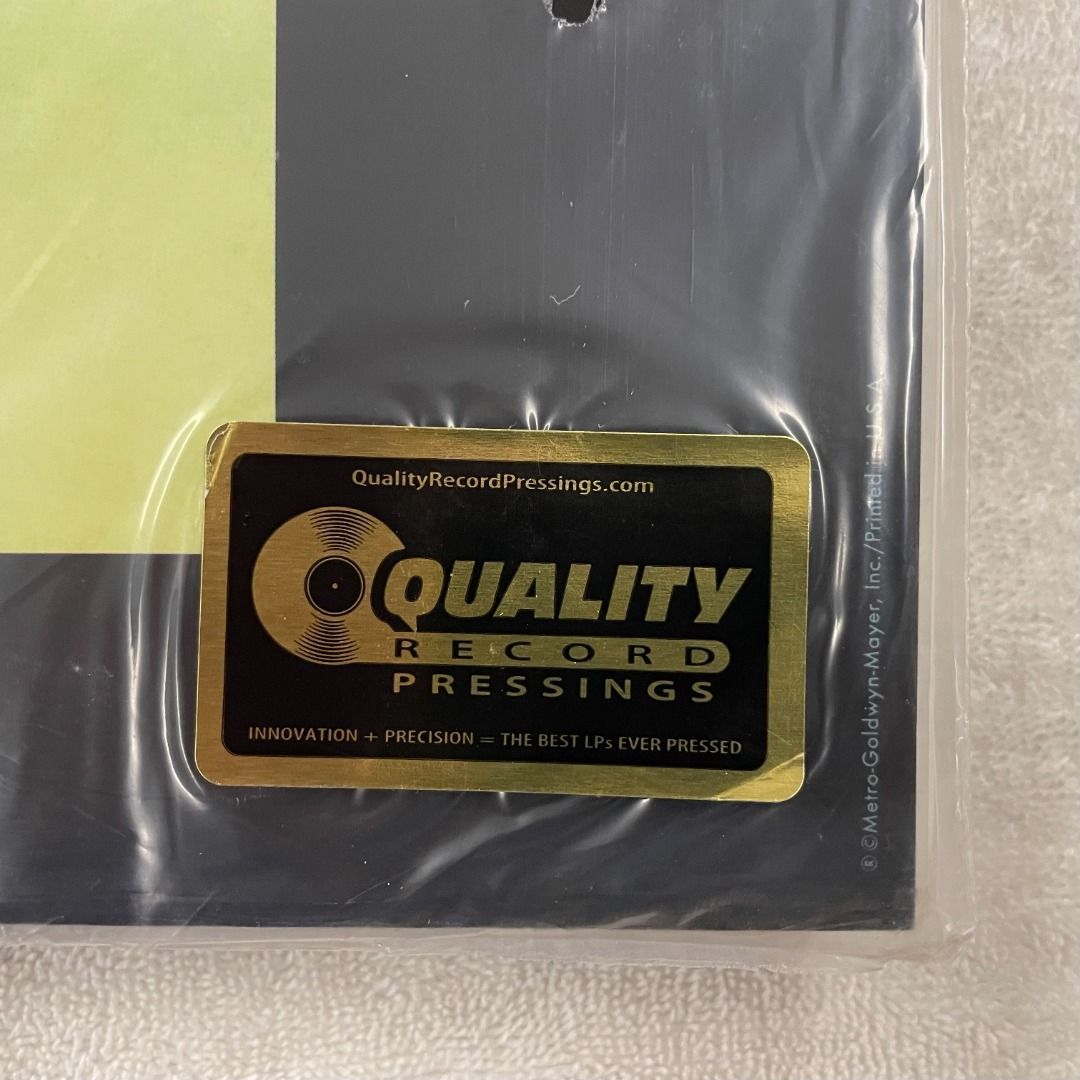 QualityRecordPressings.com
QUALITY
RECORD
PRESSINGS
INNOVATION + PRECISION = THE BEST LPs EVER PRESSED
® ©Metro-Goldwyn-Mayer, Inc./Printed in U.S.A.